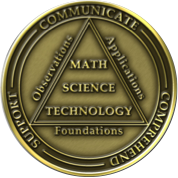 COMMUNICATE
COMPREHEND
SUPPORT
Observations
Applications
MATH
SCIENCE
TECHNOLOGY
Foundations